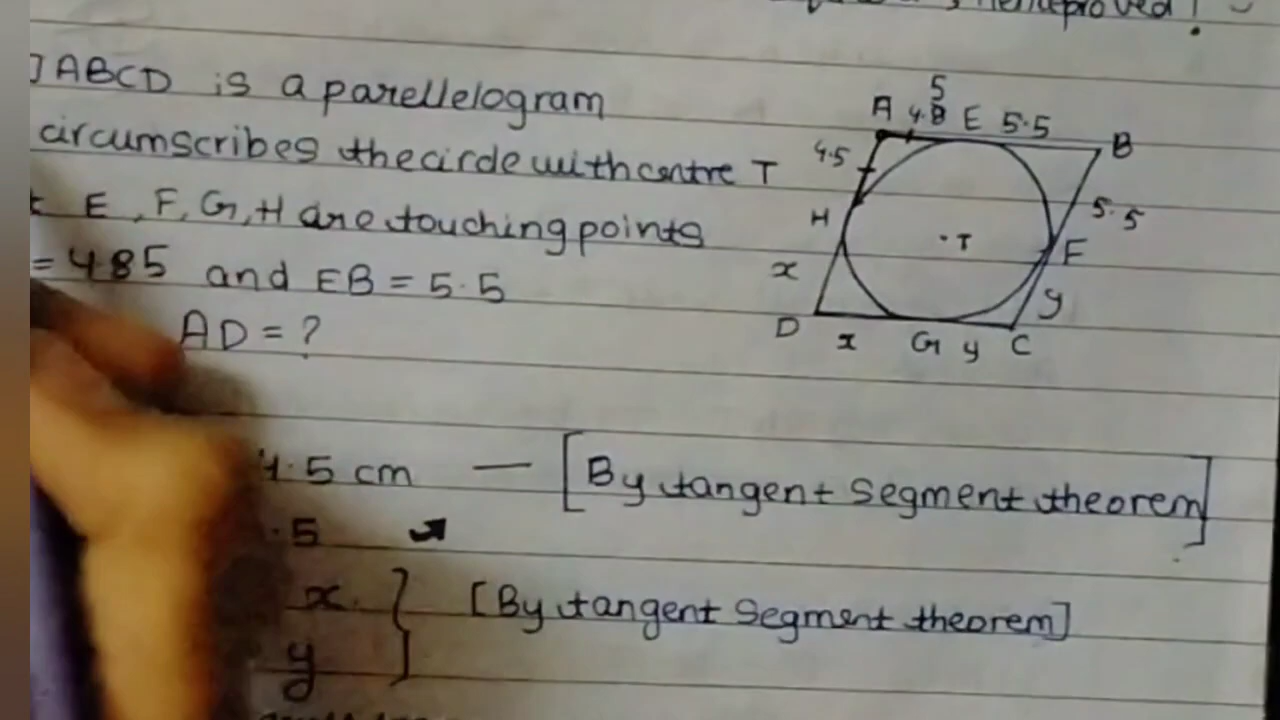 henceproved!
ABCD is a parellelogram
circumscribes the circle with centre T
E, F, G, H are touching points
= 4.85 and EB = 5.5
AD = ?
5
A 4.8 E 5.5 B
4.5
H 5.5
T F
x y
D x G y C
4.5 cm — [By tangent segment theorem]
.5
x } [By tangent segment theorem]
y